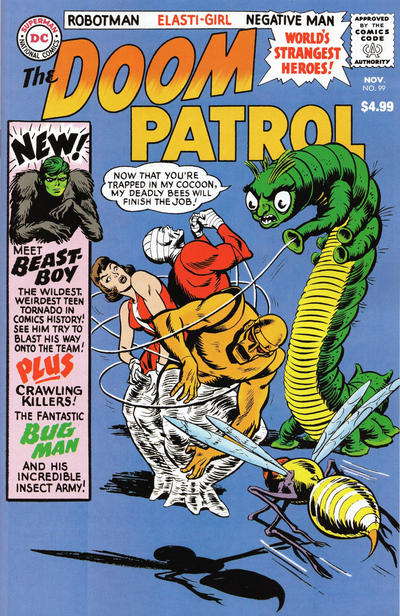 ROBOTMAN ELASTI-GIRL NEGATIVE MAN
WORLD'S
STRANGEST
HEROES!
APPROVED
BY THE
COMICS
CODE
CA
AUTHORITY
SUPERMAN
DC
NATIONAL COMICS
The DOOM
PATROL
NOV.
NO. 99
$4.99
NEW!
MEET
BEAST-
BOY
THE WILDEST,
WEIRDEST TEEN
TORNADO IN
COMICS HISTORY!
SEE HIM TRY TO
BLAST HIS WAY
ONTO THE TEAM!
PLUS
CRAWLING
KILLERS!
THE FANTASTIC
BUG
MAN
AND HIS
INCREDIBLE
INSECT ARMY!
NOW THAT YOU'RE
TRAPPED IN MY COCOON,
MY DEADLY BEES WILL
FINISH THE JOB!